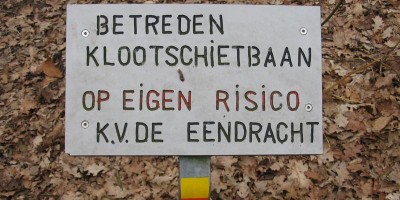 BETREDEN
KLOOTSCHIETBAAN
OP EIGEN RISICO
K.V. DE EENDRACHT